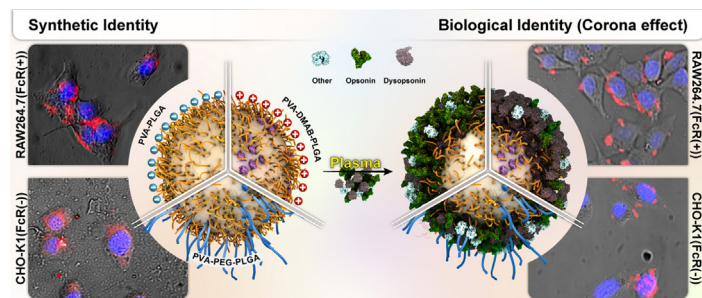 Synthetic Identity
Biological Identity (Corona effect)
Other
Opsonin
Dysopsonin
RAW264.7(FcR(+))
CHO-K1(FcR(-))
PVA-PLGA
PVA-DMAB-PLGA
PVA-PEG-PLGA
Plasma
RAW264.7(FcR(+))
CHO-K1(FcR(-))